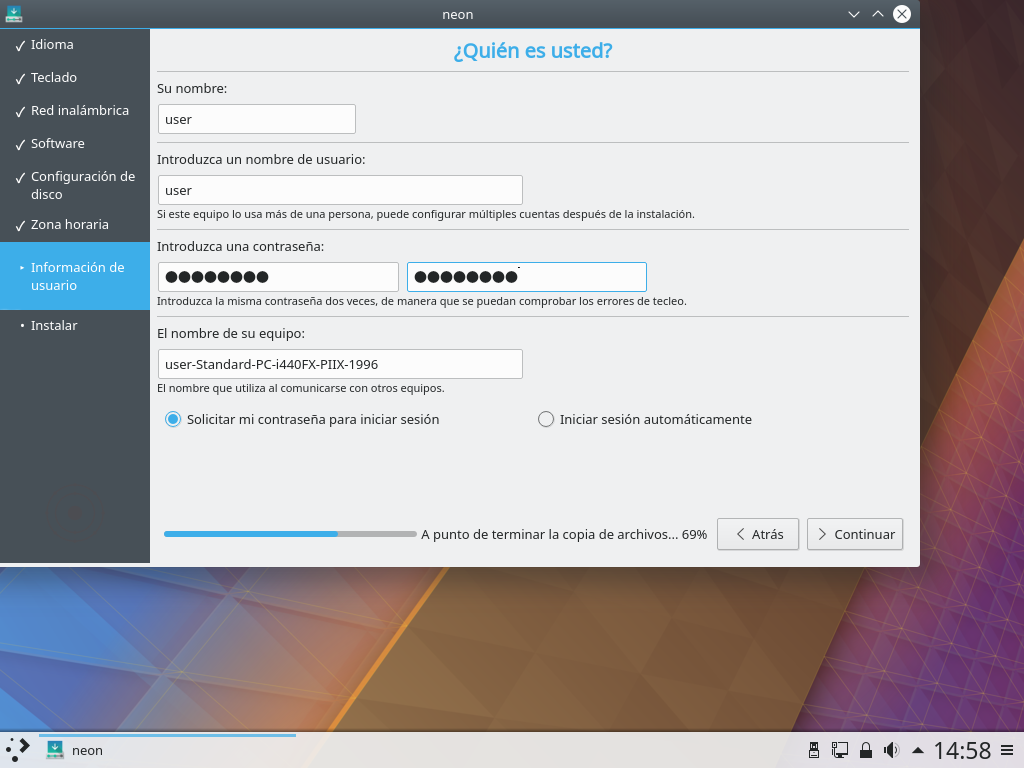 neon
Idioma
Teclado
Red inalámbrica
Software
Configuración de
disco
Zona horaria
Información de
usuario
Instalar
¿Quién es usted?
Su nombre:
user
Introduzca un nombre de usuario:
user
Si este equipo lo usa más de una persona, puede configurar múltiples cuentas después de la instalación.
Introduzca una contraseña:
●●●●●●●● ●●●●●●●●
Introduzca la misma contraseña dos veces, de manera que se puedan comprobar los errores de tecleo.
El nombre de su equipo:
user-Standard-PC-i440FX-PIIX-1996
El nombre que utiliza al comunicarse con otros equipos.
Solicitar mi contraseña para iniciar sesión Iniciar sesión automáticamente
A punto de terminar la copia de archivos... 69% Atrás Continuar
neon 14:58